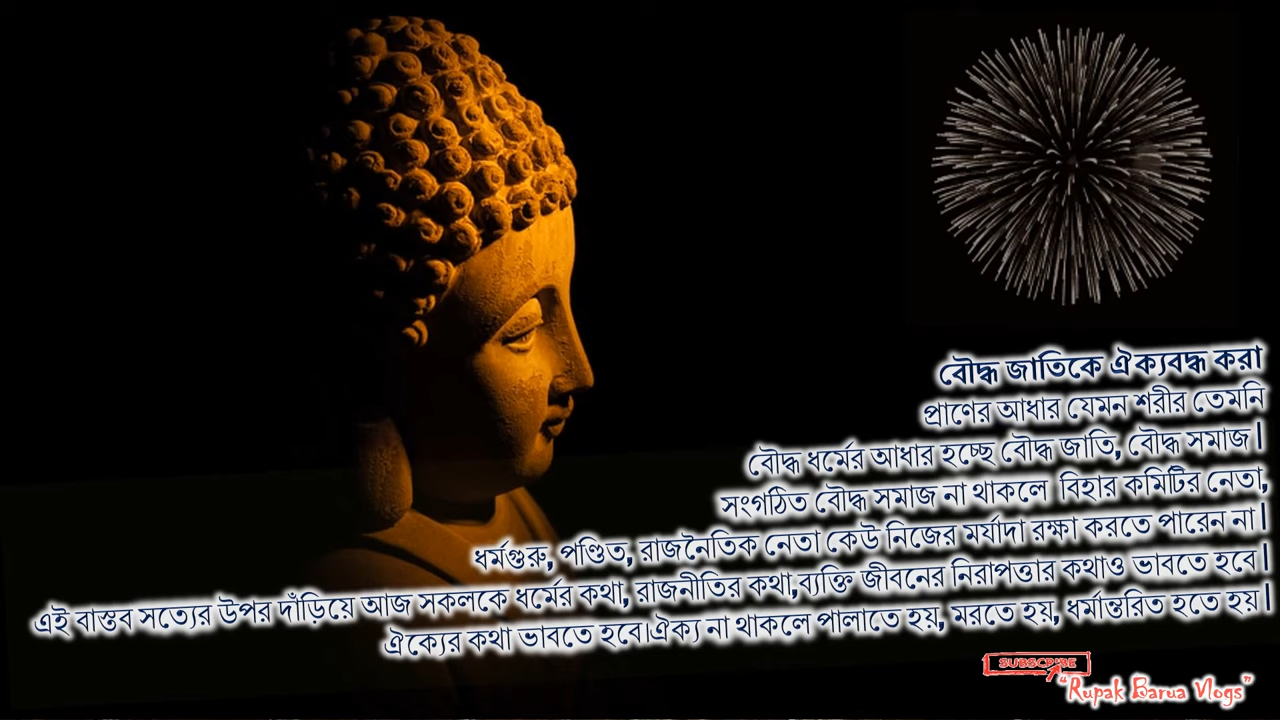 বৌদ্ধ জাতিকে ঐক্যবদ্ধ করা
প্রাণের আধার যেমন শরীর তেমনি
বৌদ্ধ ধর্মের আধার হচ্ছে বৌদ্ধ জাতি, বৌদ্ধ সমাজ।
সংগঠিত বৌদ্ধ সমাজ না থাকলে বিহার কমিটির নেতা,
ধর্মগুরু, পণ্ডিত, রাজনৈতিক নেতা কেউ নিজের মর্যাদা রক্ষা করতে পারেন না।
এই বাস্তব সত্যের উপর দাঁড়িয়ে আজ সকলকে ধর্মের কথা, রাজনীতির কথা,ব্যক্তি জীবনের নিরাপত্তার কথাও ভাবতে হবে।
ঐক্যের কথা ভাবতে হবে।ঐক্য না থাকলে পালাতে হয়, মরতে হয়, ধর্মান্তরিত হতে হয়।
SUBSCRIBE
"Rupak Barua Vlogs"